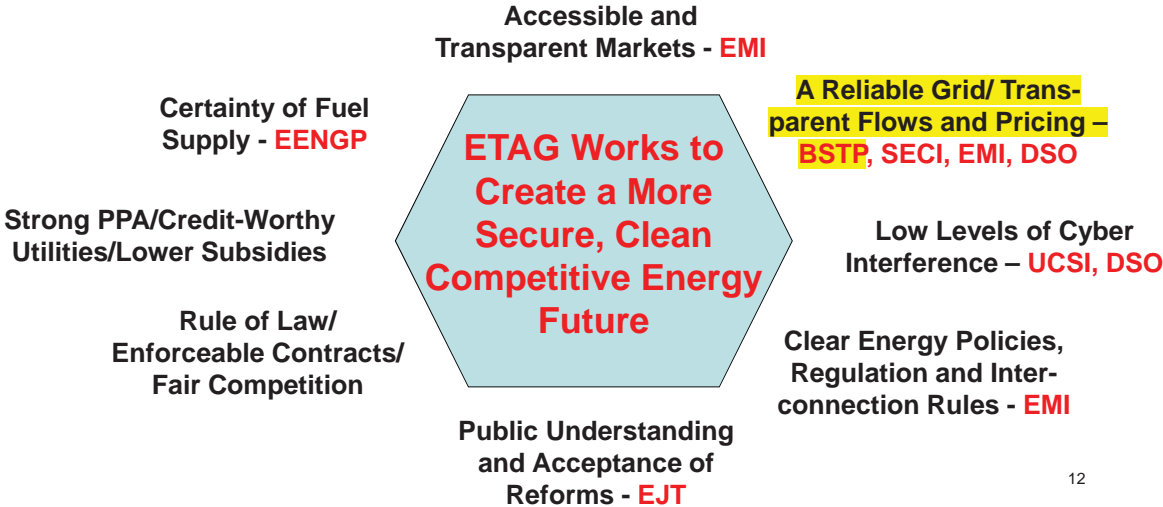 Accessible and
Transparent Markets - EMI
A Reliable Grid/ Trans-
parent Flows and Pricing –
BSTP, SECI, EMI, DSO
Certainty of Fuel
Supply - EENGP
ETAG Works to
Create a More
Secure, Clean
Competitive Energy
Future
Strong PPA/Credit-Worthy
Utilities/Lower Subsidies
Low Levels of Cyber
Interference – UCSI, DSO
Rule of Law/
Enforceable Contracts/
Fair Competition
Clear Energy Policies,
Regulation and Inter-
connection Rules - EMI
Public Understanding
and Acceptance of
Reforms - EJT
12